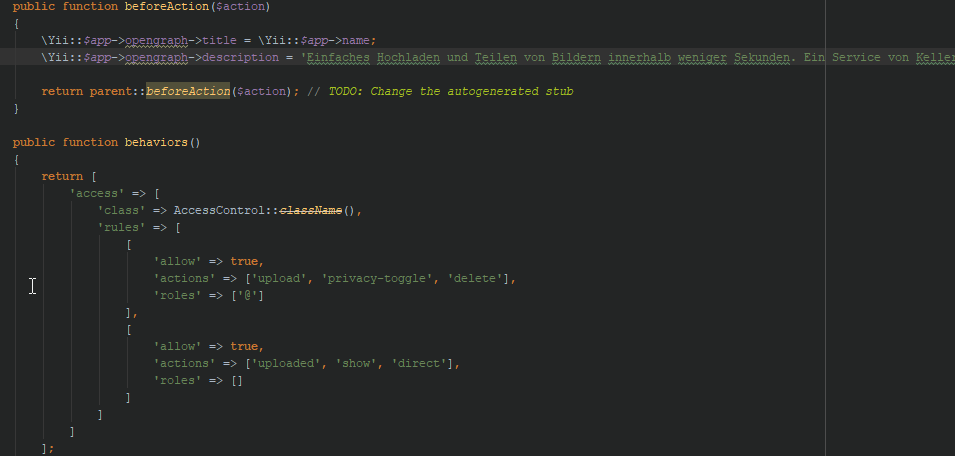 public function beforeAction($action)
{
\Yii::$app->opengraph->title = \Yii::$app->name;
\Yii::$app->opengraph->description = 'Einfaches Hochladen und Teilen von Bildern innerhalb weniger Sekunden. Ein Service von Keller
return parent::beforeAction($action); // TODO: Change the autogenerated stub
}
public function behaviors()
{
return [
'access' => [
'class' => AccessControl::className(),
'rules' => [
[
'allow' => true,
'actions' => ['upload', 'privacy-toggle', 'delete'],
'roles' => ['@']
],
[
'allow' => true,
'actions' => ['uploaded', 'show', 'direct'],
'roles' => []
]
]
]
];